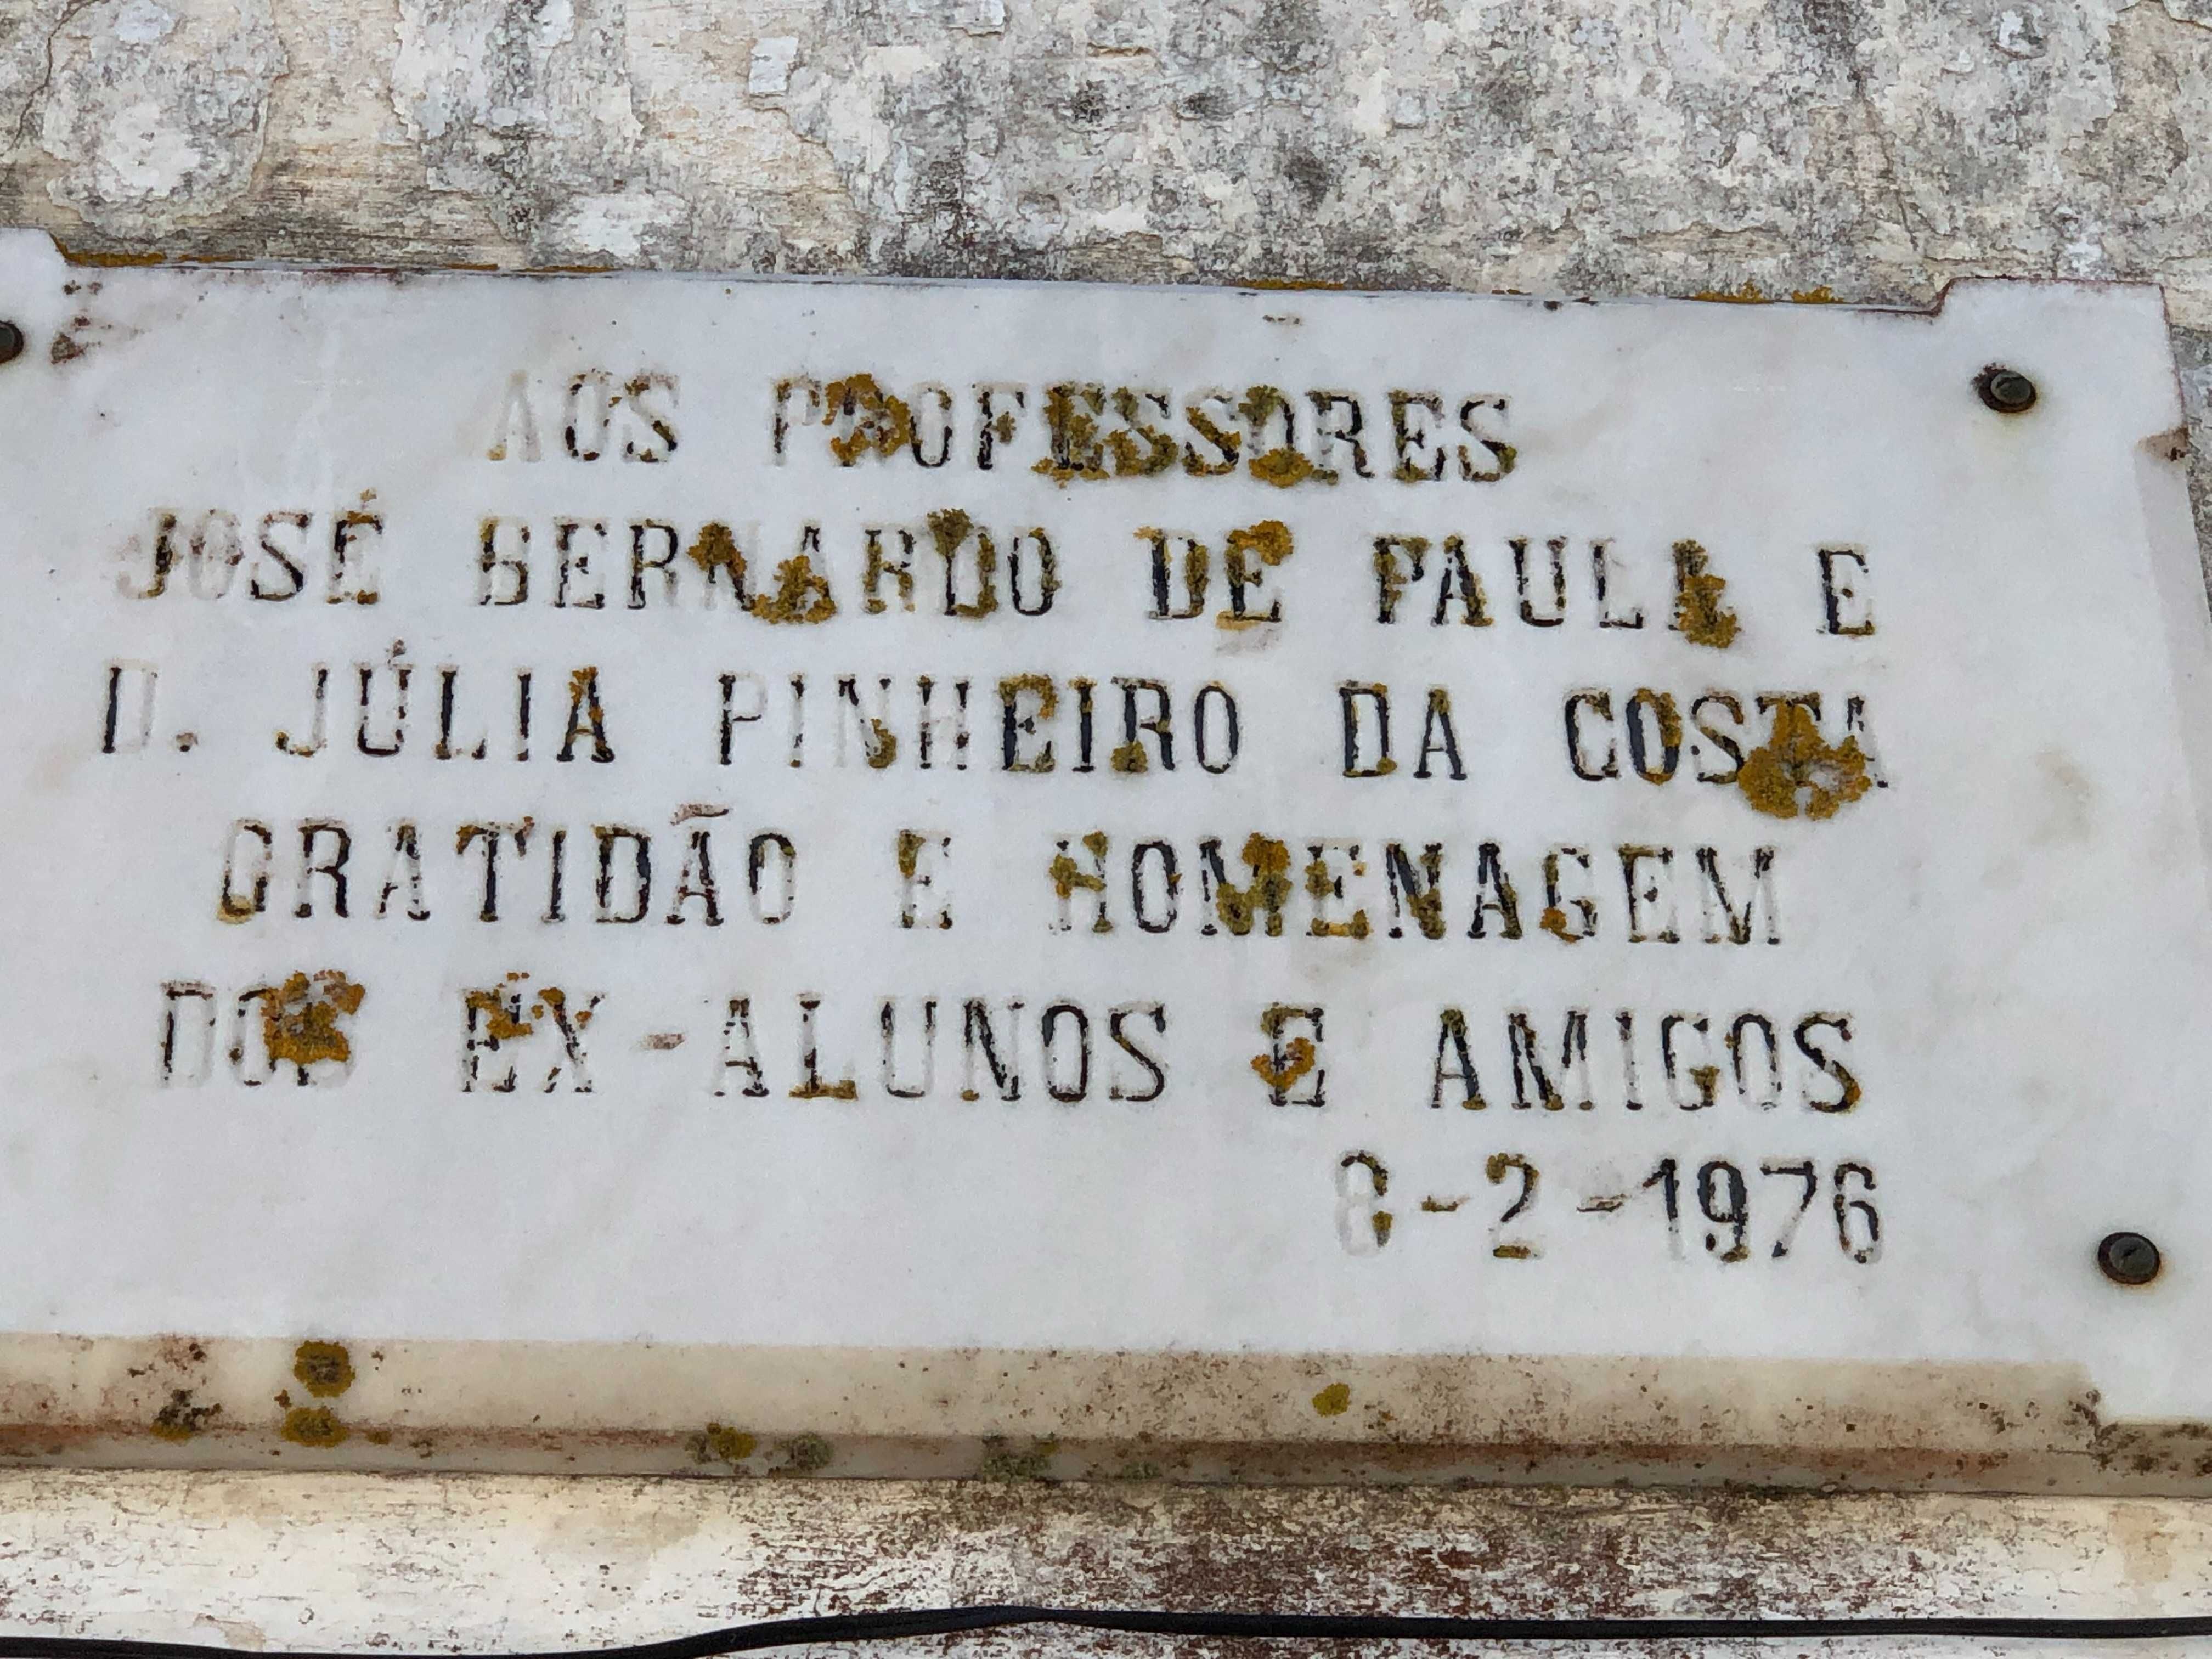 AOS PROFESSORES
JOSÉ BERNARDO DE PAULA E
D. JÚLIA PINHEIRO DA COSTA
GRATIDÃO E HOMENAGEM
DOS EX-ALUNOS E AMIGOS
8-2-1976